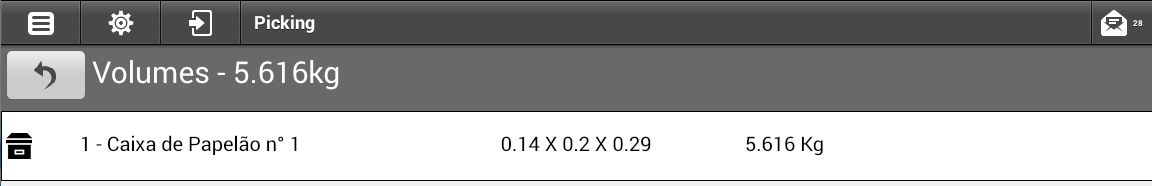 Picking
28
Volumes - 5.616kg
1 - Caixa de Papelão n° 1 0.14 X 0.2 X 0.29 5.616 Kg